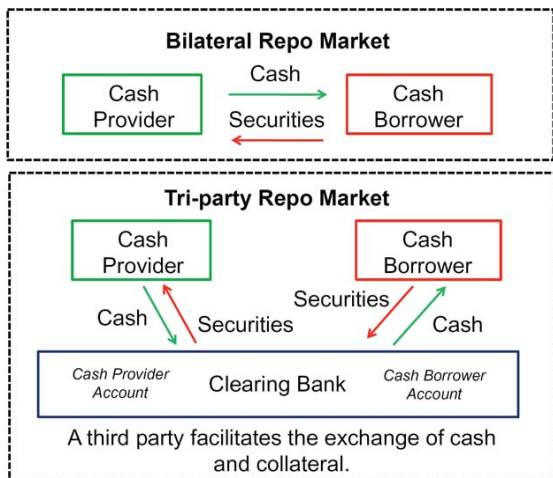 Bilateral Repo Market
Cash
Provider
Cash
Securities
Cash
Borrower
Tri-party Repo Market
Cash
Provider
Cash
Borrower
Cash
Securities
Securities
Cash
Cash Provider
Account
Clearing Bank
Cash Borrower
Account
A third party facilitates the exchange of cash
and collateral.